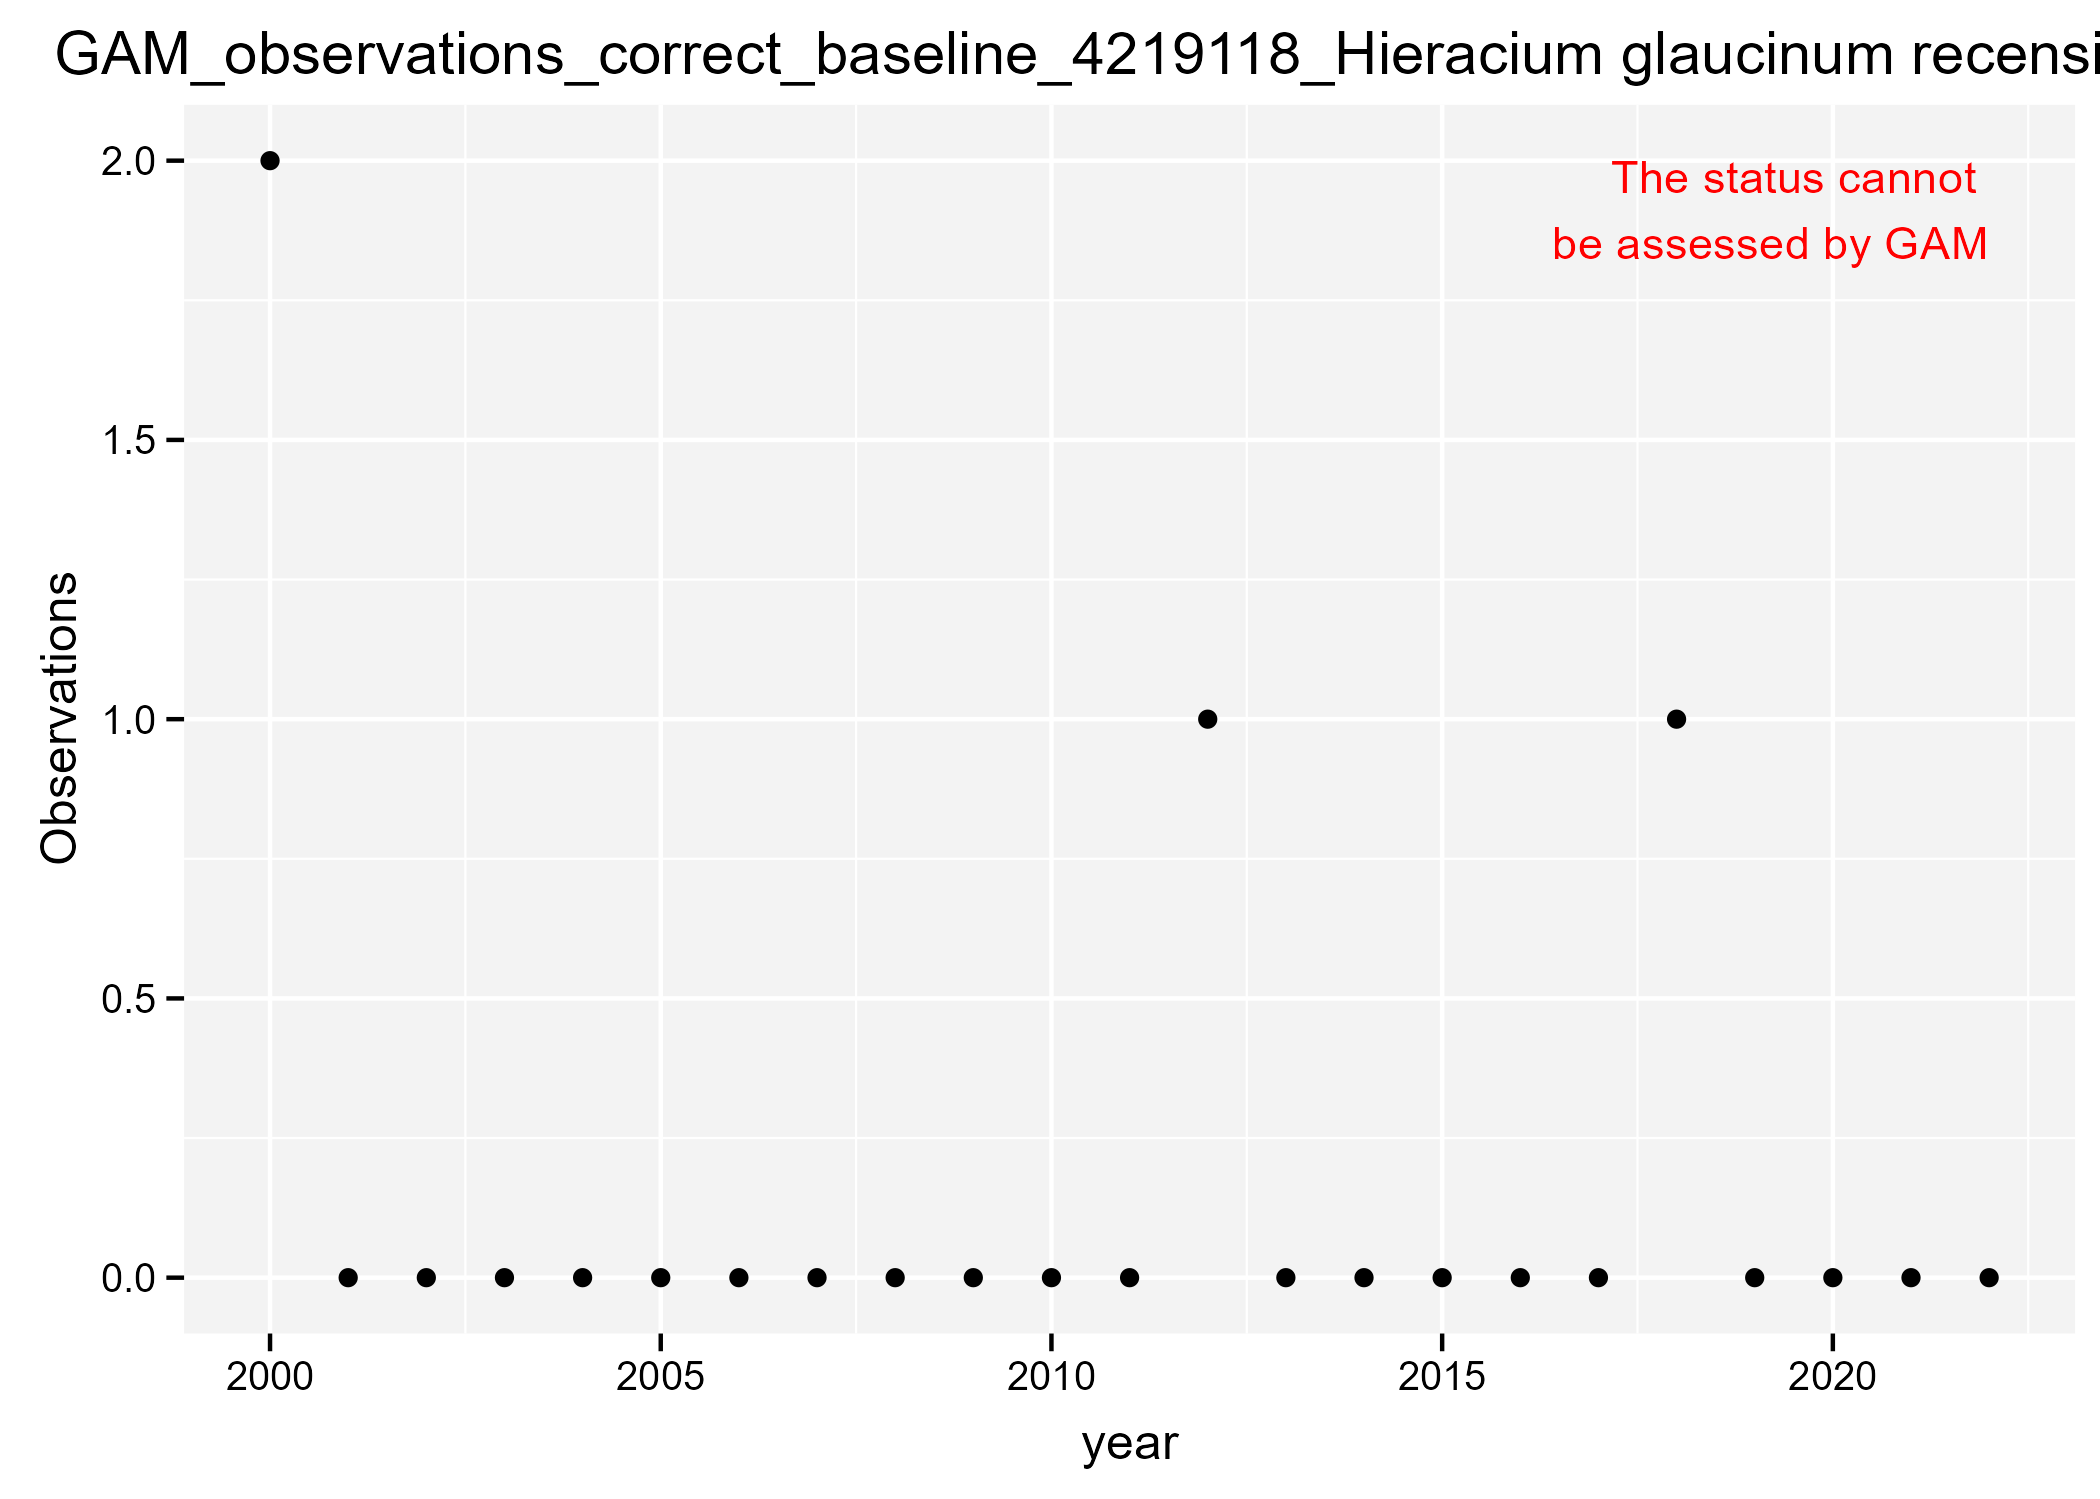 GAM_observations_correct_baseline_4219118_Hieracium glaucinum recensi
2.0
The status cannot
be assessed by GAM
1.5
1.0
0.5
0.0
Observations
2000 2005 2010 2015 2020
year